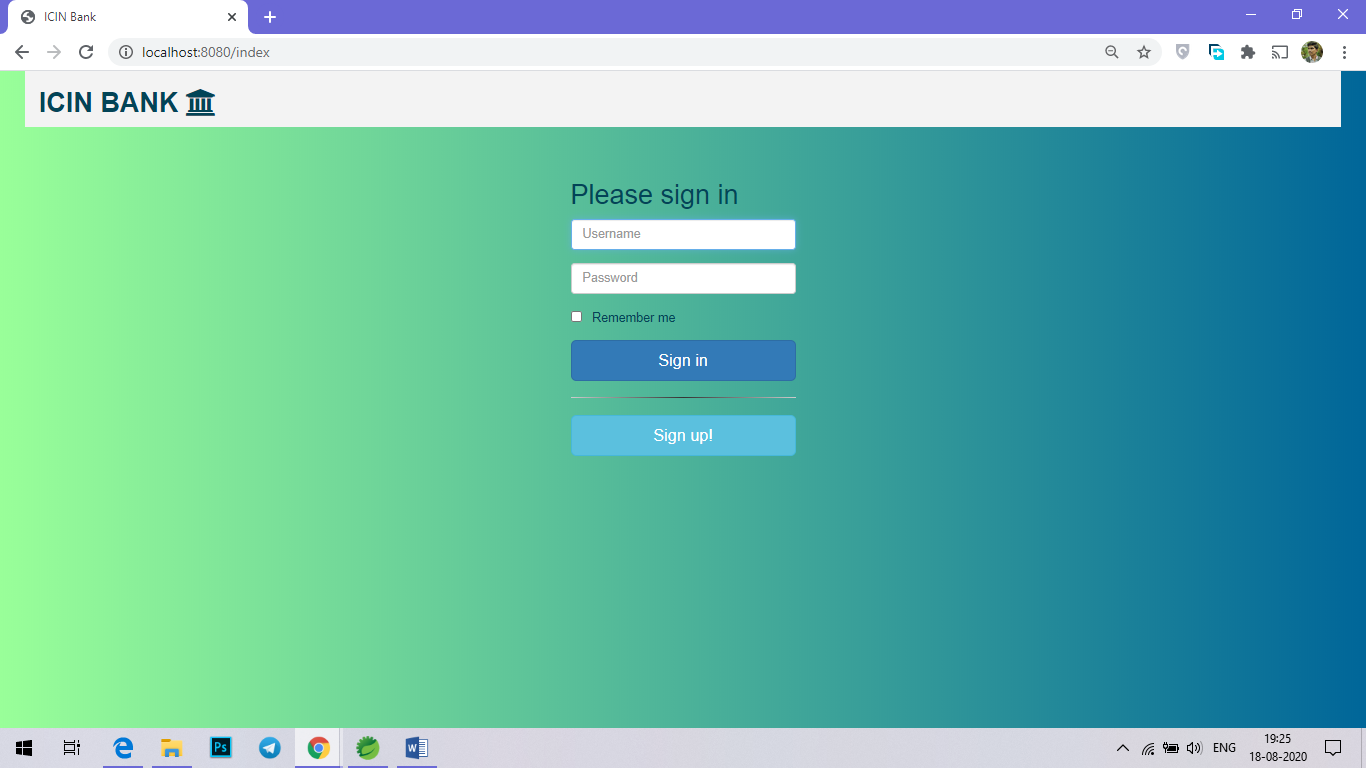 ICIN Bank
localhost:8080/index
ICIN BANK
Please sign in
Username
Password
Remember me
Sign in
Sign up!
Ps
W
ENG
19:25
18-08-2020